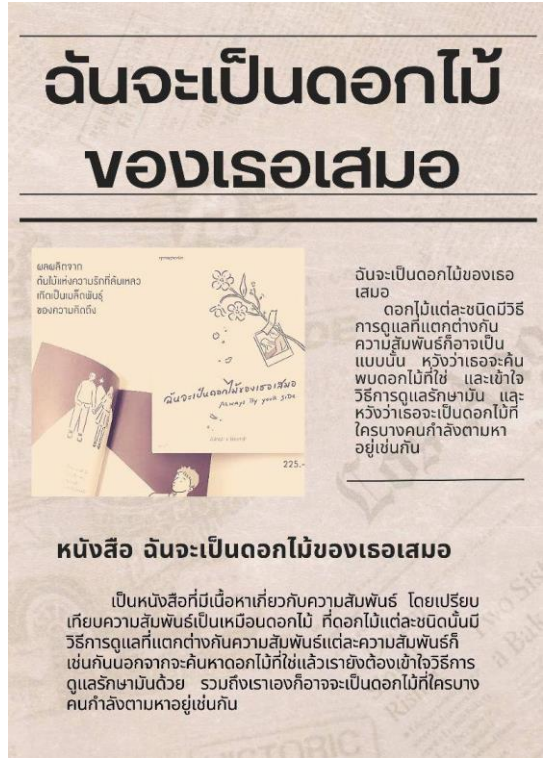 ฉันจะเป็นดอกไม้
ของเธอเสมอ
ผลผลิตจาก
ต้นไม้แห่งความรักที่ล้มเหลว
เกิดเป็นเมล็ดพันธุ์
ของความคิดถึง
ฉันจะเป็นดอกไม้ของเธอเสมอ
Always by your side
225.-
ฉันจะเป็นดอกไม้ของเธอ
เสมอ
ดอกไม้แต่ละชนิดมีวิธี
การดูแลที่แตกต่างกัน
ความสัมพันธ์ก็อาจเป็น
แบบนั้น หวังว่าเธอจะค้น
พบดอกไม้ที่ใช่ และเข้าใจ
วิธีการดูแลรักษามัน และ
หวังว่าเธอจะเป็นดอกไม้ที่
ใครบางคนกำลังตามหา
อยู่เช่นกัน
หนังสือ ฉันจะเป็นดอกไม้ของเธอเสมอ
เป็นหนังสือที่มีเนื้อหาเกี่ยวกับความสัมพันธ์ โดยเปรียบ
เทียบความสัมพันธ์เป็นเหมือนดอกไม้ ที่ดอกไม้แต่ละชนิดนั้นมี
วิธีการดูแลที่แตกต่างกันความสัมพันธ์แต่ละความสัมพันธ์ก็
เช่นกันนอกจากจะค้นหาดอกไม้ที่ใช่แล้วเรายังต้องเข้าใจวิธีการ
ดูแลรักษามันด้วย รวมถึงเราเองก็อาจจะเป็นดอกไม้ที่ใครบาง
คนกำลังตามหาอยู่เช่นกัน